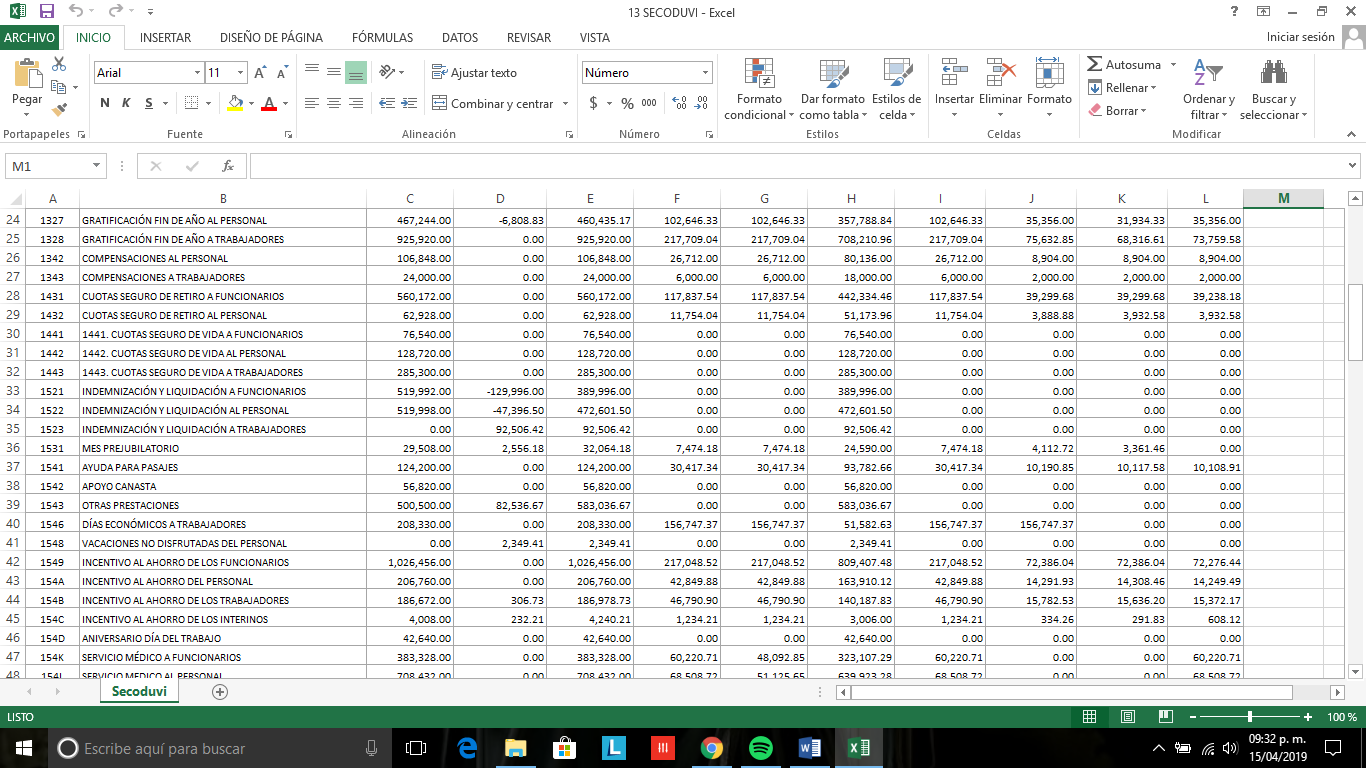 13 SECODUVI - Excel
ARCHIVO INICIO INSERTAR DISEÑO DE PÁGINA FÓRMULAS DATOS REVISAR VISTA Iniciar sesión
Arial 11 Ajustar texto Número Autosuma
Pegar N K S Combinar y centrar $ % 000 Formato condicional Dar formato como tabla Estilos de celda Insertar Eliminar Formato Rellenar Borrar Ordenar y filtrar Buscar y seleccionar
Portapapeles Fuente Alineación Número Estilos Celdas Modificar
M1 fx
A B C D E F G H I J K L M
24 1327 GRATIFICACIÓN FIN DE AÑO AL PERSONAL 467,244.00 -6,808.83 460,435.17 102,646.33 102,646.33 357,788.84 102,646.33 35,356.00 31,934.33 35,356.00
25 1328 GRATIFICACIÓN FIN DE AÑO A TRABAJADORES 925,920.00 0.00 925,920.00 217,709.04 217,709.04 708,210.96 217,709.04 75,632.85 68,316.61 73,759.58
26 1342 COMPENSACIONES AL PERSONAL 106,848.00 0.00 106,848.00 26,712.00 26,712.00 80,136.00 26,712.00 8,904.00 8,904.00 8,904.00
27 1343 COMPENSACIONES A TRABAJADORES 24,000.00 0.00 24,000.00 6,000.00 6,000.00 18,000.00 6,000.00 2,000.00 2,000.00 2,000.00
28 1431 CUOTAS SEGURO DE RETIRO A FUNCIONARIOS 560,172.00 0.00 560,172.00 117,837.54 117,837.54 442,334.46 117,837.54 39,299.68 39,299.68 39,238.18
29 1432 CUOTAS SEGURO DE RETIRO AL PERSONAL 62,928.00 0.00 62,928.00 11,754.04 11,754.04 51,173.96 11,754.04 3,888.88 3,932.58 3,932.58
30 1441 1441. CUOTAS SEGURO DE VIDA A FUNCIONARIOS 76,540.00 0.00 76,540.00 0.00 0.00 76,540.00 0.00 0.00 0.00 0.00
31 1442 1442. CUOTAS SEGURO DE VIDA AL PERSONAL 128,720.00 0.00 128,720.00 0.00 0.00 128,720.00 0.00 0.00 0.00 0.00
32 1443 1443. CUOTAS SEGURO DE VIDA A TRABAJADORES 285,300.00 0.00 285,300.00 0.00 0.00 285,300.00 0.00 0.00 0.00 0.00
33 1521 INDEMNIZACIÓN Y LIQUIDACIÓN A FUNCIONARIOS 519,992.00 -129,996.00 389,996.00 0.00 0.00 389,996.00 0.00 0.00 0.00 0.00
34 1522 INDEMNIZACIÓN Y LIQUIDACIÓN AL PERSONAL 519,998.00 -47,396.50 472,601.50 0.00 0.00 472,601.50 0.00 0.00 0.00 0.00
35 1523 INDEMNIZACIÓN Y LIQUIDACIÓN A TRABAJADORES 0.00 92,506.42 92,506.42 0.00 0.00 92,506.42 0.00 0.00 0.00 0.00
36 1531 MES PREJUBILATORIO 29,508.00 2,556.18 32,064.18 7,474.18 7,474.18 24,590.00 7,474.18 4,112.72 3,361.46 0.00
37 1541 AYUDA PARA PASAJES 124,200.00 0.00 124,200.00 30,417.34 30,417.34 93,782.66 30,417.34 10,190.85 10,117.58 10,108.91
38 1542 APOYO CANASTA 56,820.00 0.00 56,820.00 0.00 0.00 56,820.00 0.00 0.00 0.00 0.00
39 1543 OTRAS PRESTACIONES 500,500.00 82,536.67 583,036.67 0.00 0.00 583,036.67 0.00 0.00 0.00 0.00
40 1546 DÍAS ECONÓMICOS A TRABAJADORES 208,330.00 0.00 208,330.00 156,747.37 156,747.37 51,582.63 156,747.37 156,747.37 0.00 0.00
41 1548 VACACIONES NO DISFRUTADAS DEL PERSONAL 0.00 2,349.41 2,349.41 0.00 0.00 2,349.41 0.00 0.00 0.00 0.00
42 1549 INCENTIVO AL AHORRO DE LOS FUNCIONARIOS 1,026,456.00 0.00 1,026,456.00 217,048.52 217,048.52 809,407.48 217,048.52 72,386.04 72,386.04 72,276.44
43 154A INCENTIVO AL AHORRO DEL PERSONAL 206,760.00 0.00 206,760.00 42,849.88 42,849.88 163,910.12 42,849.88 14,291.93 14,308.46 14,249.49
44 154B INCENTIVO AL AHORRO DE LOS TRABAJADORES 186,672.00 306.73 186,978.73 46,790.90 46,790.90 140,187.83 46,790.90 15,782.53 15,636.20 15,372.17
45 154C INCENTIVO AL AHORRO DE LOS INTERINOS 4,008.00 232.21 4,240.21 1,234.21 1,234.21 3,006.00 1,234.21 334.26 291.83 608.12
46 154D ANIVERSARIO DÍA DEL TRABAJO 42,640.00 0.00 42,640.00 0.00 0.00 42,640.00 0.00 0.00 0.00 0.00
47 154K SERVICIO MÉDICO A FUNCIONARIOS 383,328.00 0.00 383,328.00 60,220.71 48,092.85 323,107.29 60,220.71 0.00 0.00 60,220.71
48 154L SERVICIO MEDICO AL PERSONAL 708,432.00 0.00 708,432.00 68,508.72 51,125.65 639,923.28 68,508.72 0.00 0.00 68,508.72
Secoduvi
LISTO 100 %
Escribe aquí para buscar 09:32 p. m.
15/04/2019